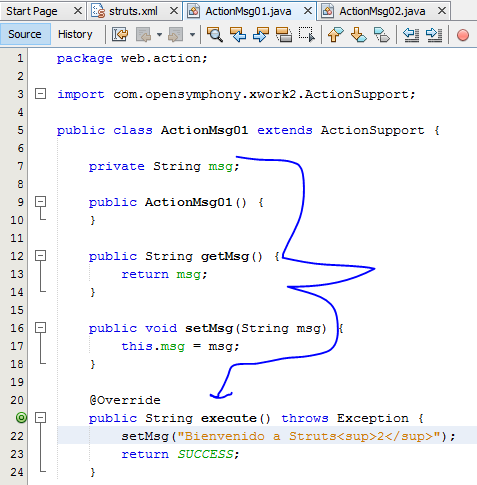 Start Page struts.xml ActionMsg01.java ActionMsg02.java
Source History
1 package web.action;
2
3 import com.opensymphony.xwork2.ActionSupport;
4
5 public class ActionMsg01 extends ActionSupport {
6
7 private String msg;
8
9 public ActionMsg01() {
10 }
11
12 public String getMsg() {
13 return msg;
14 }
15
16 public void setMsg(String msg) {
17 this.msg = msg;
18 }
19
20 @Override
public String execute() throws Exception {
22 setMsg("Bienvenido a Struts<sup>2</sup>");
23 return SUCCESS;
24 }